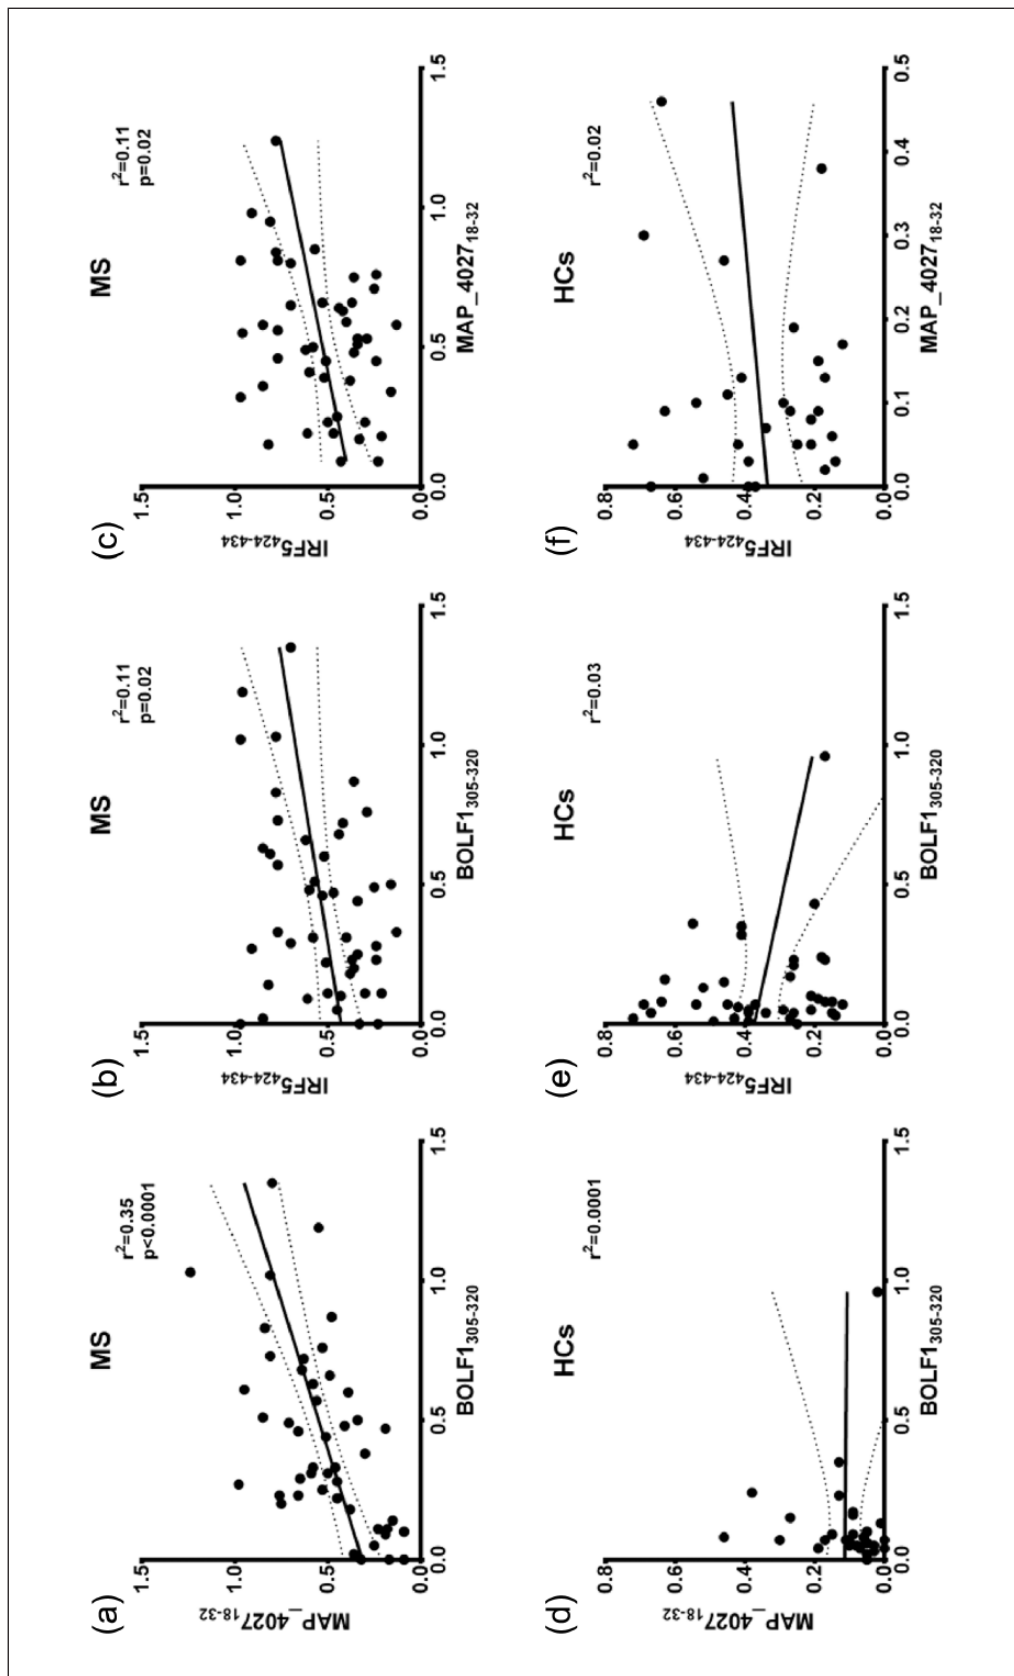 (a)
MS
r²=0.35
p<0.0001
MAP_4027₁₈₋₃₂
1.5
1.0
0.5
0.0
0.0 0.5 1.0 1.5
BOLF1₃₀₅₋₃₂₀
(b)
MS
r²=0.11
p=0.02
IRF5₄₂₄₋₄₃₄
1.5
1.0
0.5
0.0
0.0 0.5 1.0 1.5
BOLF1₃₀₅₋₃₂₀
(c)
MS
r²=0.11
p=0.02
IRF5₄₂₄₋₄₃₄
1.5
1.0
0.5
0.0
0.0 0.5 1.0 1.5
MAP_4027₁₈₋₃₂
(d)
HCs
r²=0.0001
MAP_4027₁₈₋₃₂
0.8
0.6
0.4
0.2
0.0
0.0 0.5 1.0 1.5
BOLF1₃₀₅₋₃₂₀
(e)
HCs
r²=0.03
IRF5₄₂₄₋₄₃₄
0.8
0.6
0.4
0.2
0.0
0.0 0.5 1.0 1.5
BOLF1₃₀₅₋₃₂₀
(f)
HCs
r²=0.02
IRF5₄₂₄₋₄₃₄
0.8
0.6
0.4
0.2
0.0
0.0 0.1 0.2 0.3 0.4 0.5
MAP_4027₁₈₋₃₂